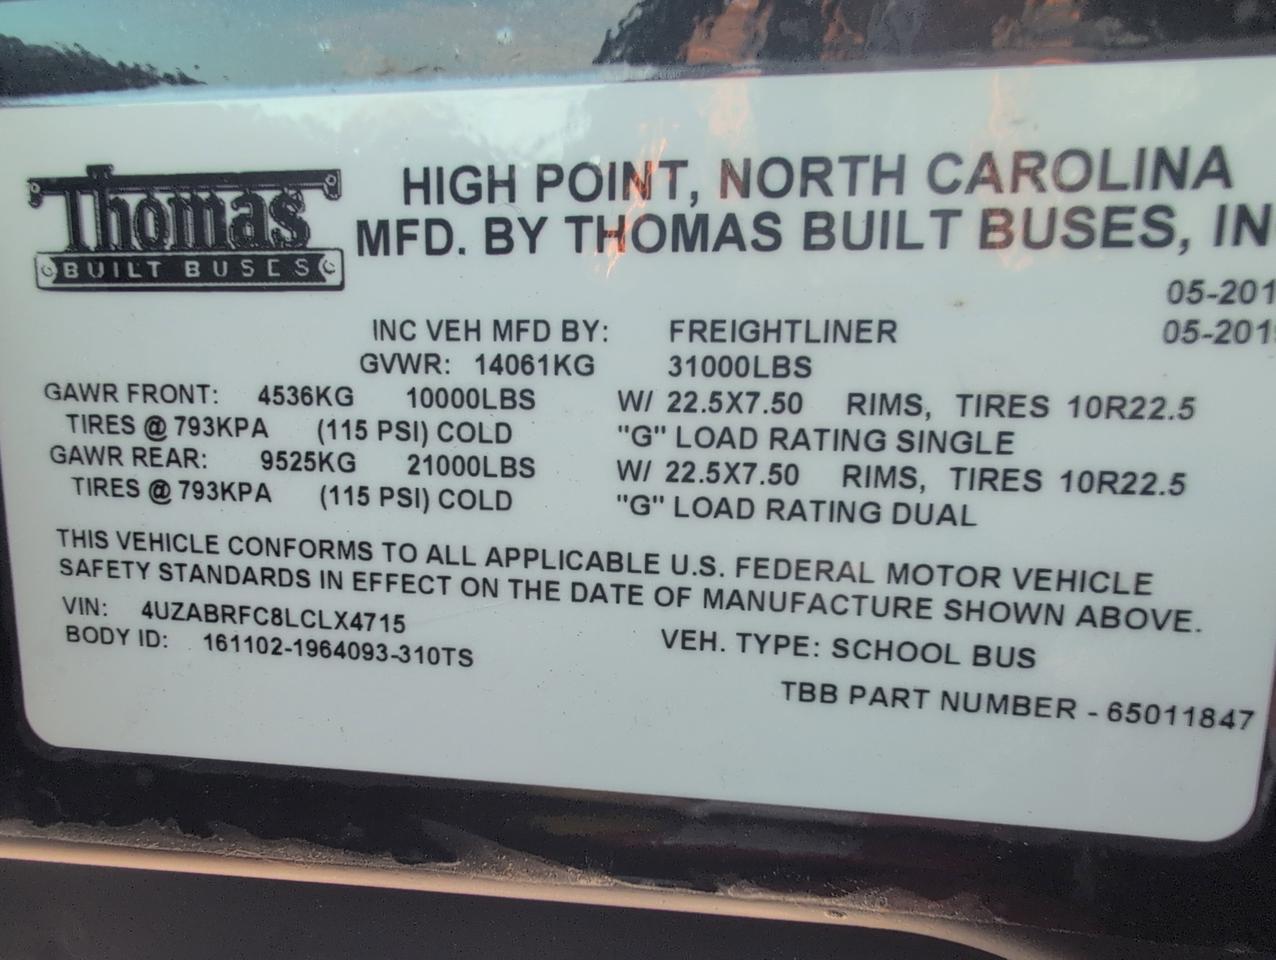 Thomas
BUILT BUSES
HIGH POINT, NORTH CAROLINA
MFD. BY THOMAS BUILT BUSES, IN
05-201
INC VEH MFD BY: FREIGHTLINER 05-2019
GVWR: 14061KG 31000LBS
GAWR FRONT: 4536KG 10000LBS W/ 22.5X7.50 RIMS, TIRES 10R22.5
TIRES @ 793KPA (115 PSI) COLD "G" LOAD RATING SINGLE
GAWR REAR: 9525KG 21000LBS W/ 22.5X7.50 RIMS, TIRES 10R22.5
TIRES @ 793KPA (115 PSI) COLD "G" LOAD RATING DUAL
THIS VEHICLE CONFORMS TO ALL APPLICABLE U.S. FEDERAL MOTOR VEHICLE
SAFETY STANDARDS IN EFFECT ON THE DATE OF MANUFACTURE SHOWN ABOVE.
VIN: 4UZABRFC8LCLX4715
BODY ID: 161102-1964093-310TS VEH. TYPE: SCHOOL BUS
TBB PART NUMBER - 65011847